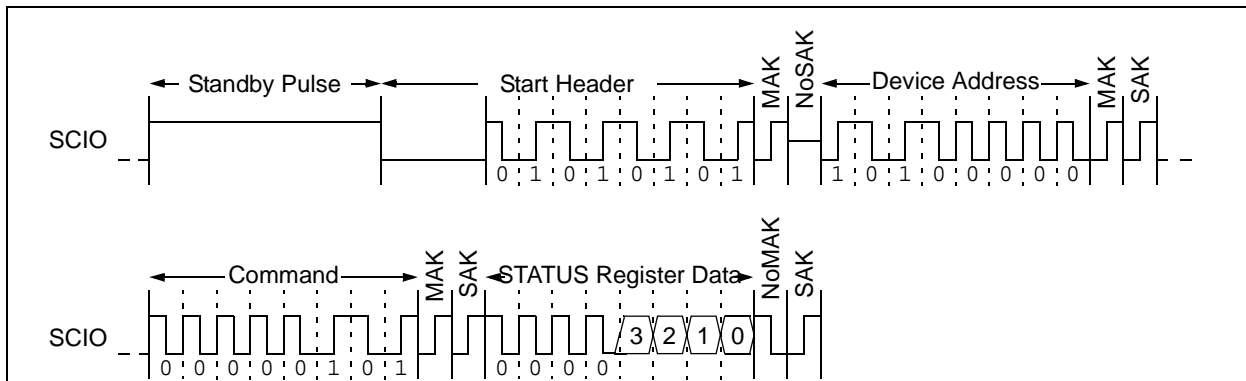 Standby Pulse Start Header MAK NoSAK Device Address MAK SAK
SCIO
0 1 0 1 0 1 0 1 1 0 1 0 0 0 0 0
Command MAK SAK STATUS Register Data NoMAK SAK
SCIO 3 2 1 0
0 0 0 0 0 1 0 1 0 0 0 0